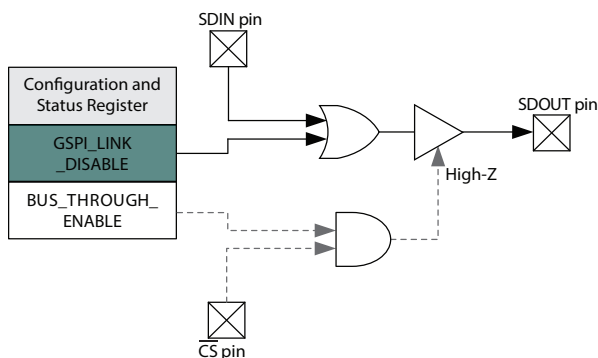 SDIN pin
Configuration and
Status Register
GSPI_LINK
_DISABLE
BUS_THROUGH_
ENABLE
SDOUT pin
High-Z
CS pin